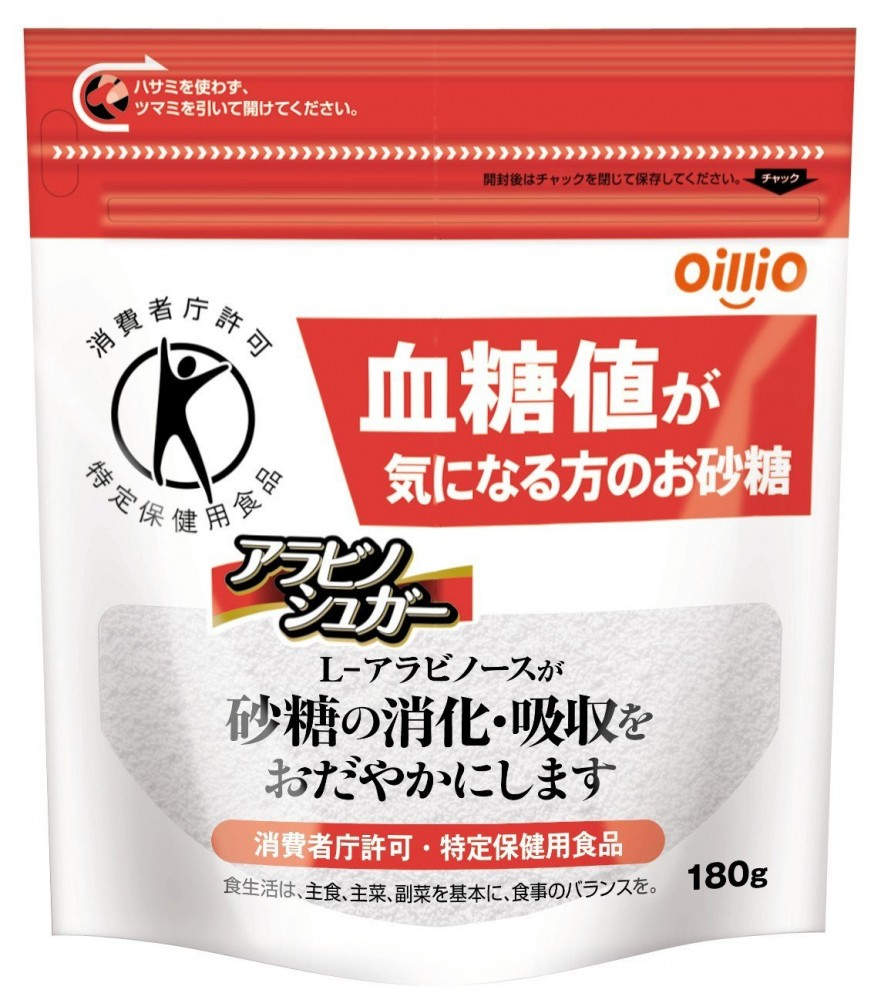 ハサミを使わず、
ツマミを引いて開けてください。
開封後はチャックを閉じて保存してください。 チャック
OilliO
消費者庁許可
特定保健用食品
血糖値が
気になる方のお砂糖
アラビノ
シュガー
L-アラビノースが
砂糖の消化・吸収を
おだやかにします
消費者庁許可・特定保健用食品
食生活は、主食、主菜、副菜を基本に、食事のバランスを。
180g